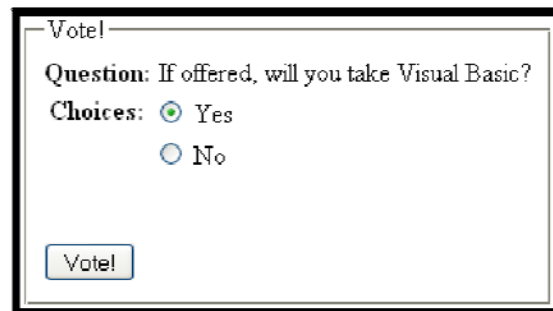 Vote!
Question: If offered, will you take Visual Basic?
Choices: Yes
No
Vote!